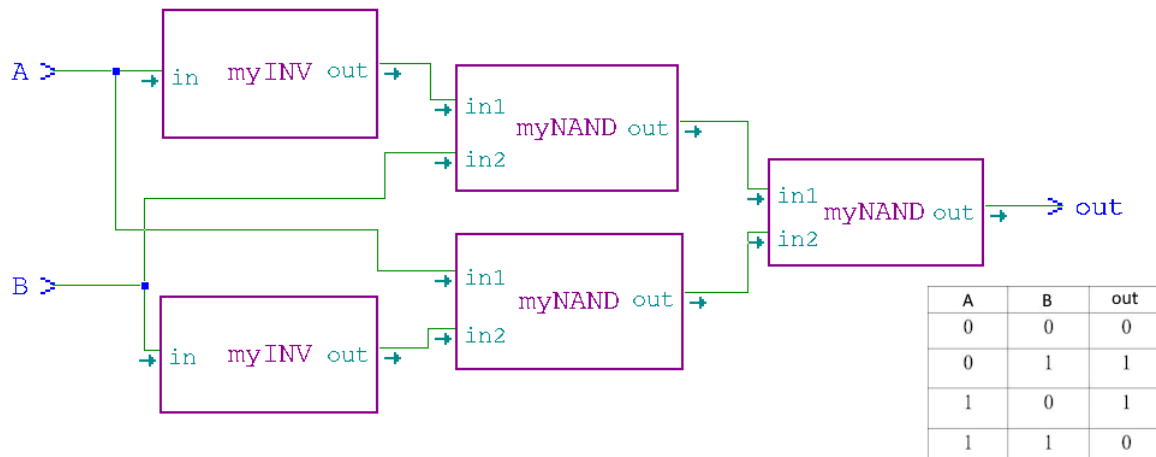 A
in myINV out
in1
myNAND out
in2
in1
myNAND out
in2
out
B
in1
myNAND out
in2
in myINV out
A B out
0 0 0
0 1 1
1 0 1
1 1 0